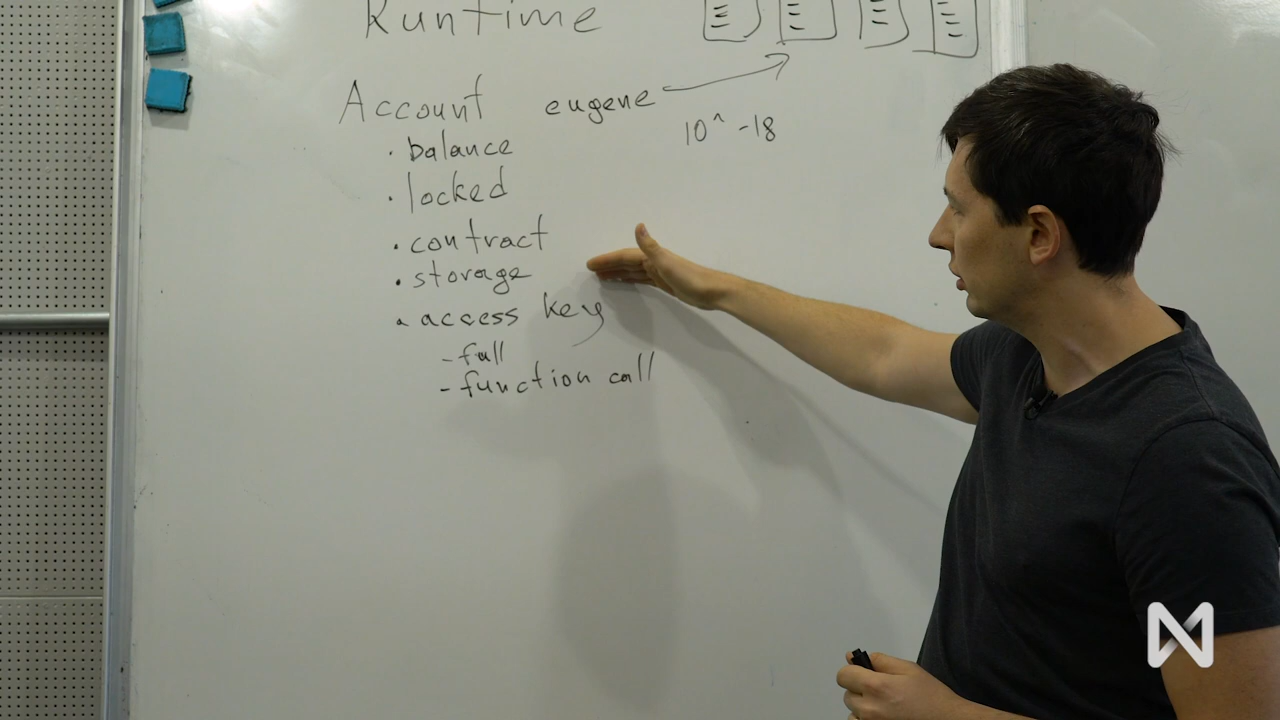 Runtime
Account eugene
10^ -18
. balance
. locked
. contract
. storage
. access key
- full
- function call